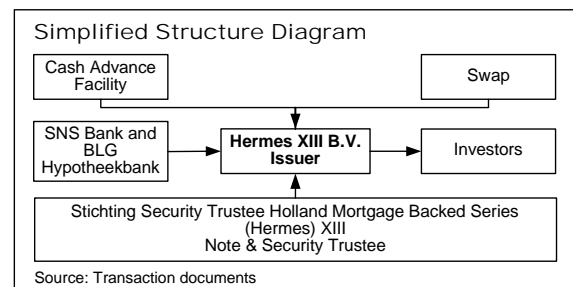 Simplified Structure Diagram
Cash Advance
Facility
Swap
SNS Bank and
BLG
Hypotheekbank
Hermes XIII B.V.
Issuer
Investors
Stichting Security Trustee Holland Mortgage Backed Series
(Hermes) XIII
Note & Security Trustee
Source: Transaction documents